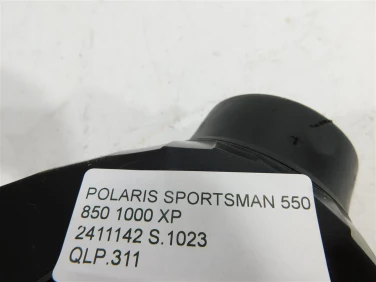 POLARIS SPORTSMAN 550
850 1000 XP
2411142 S.1023
QLP.311